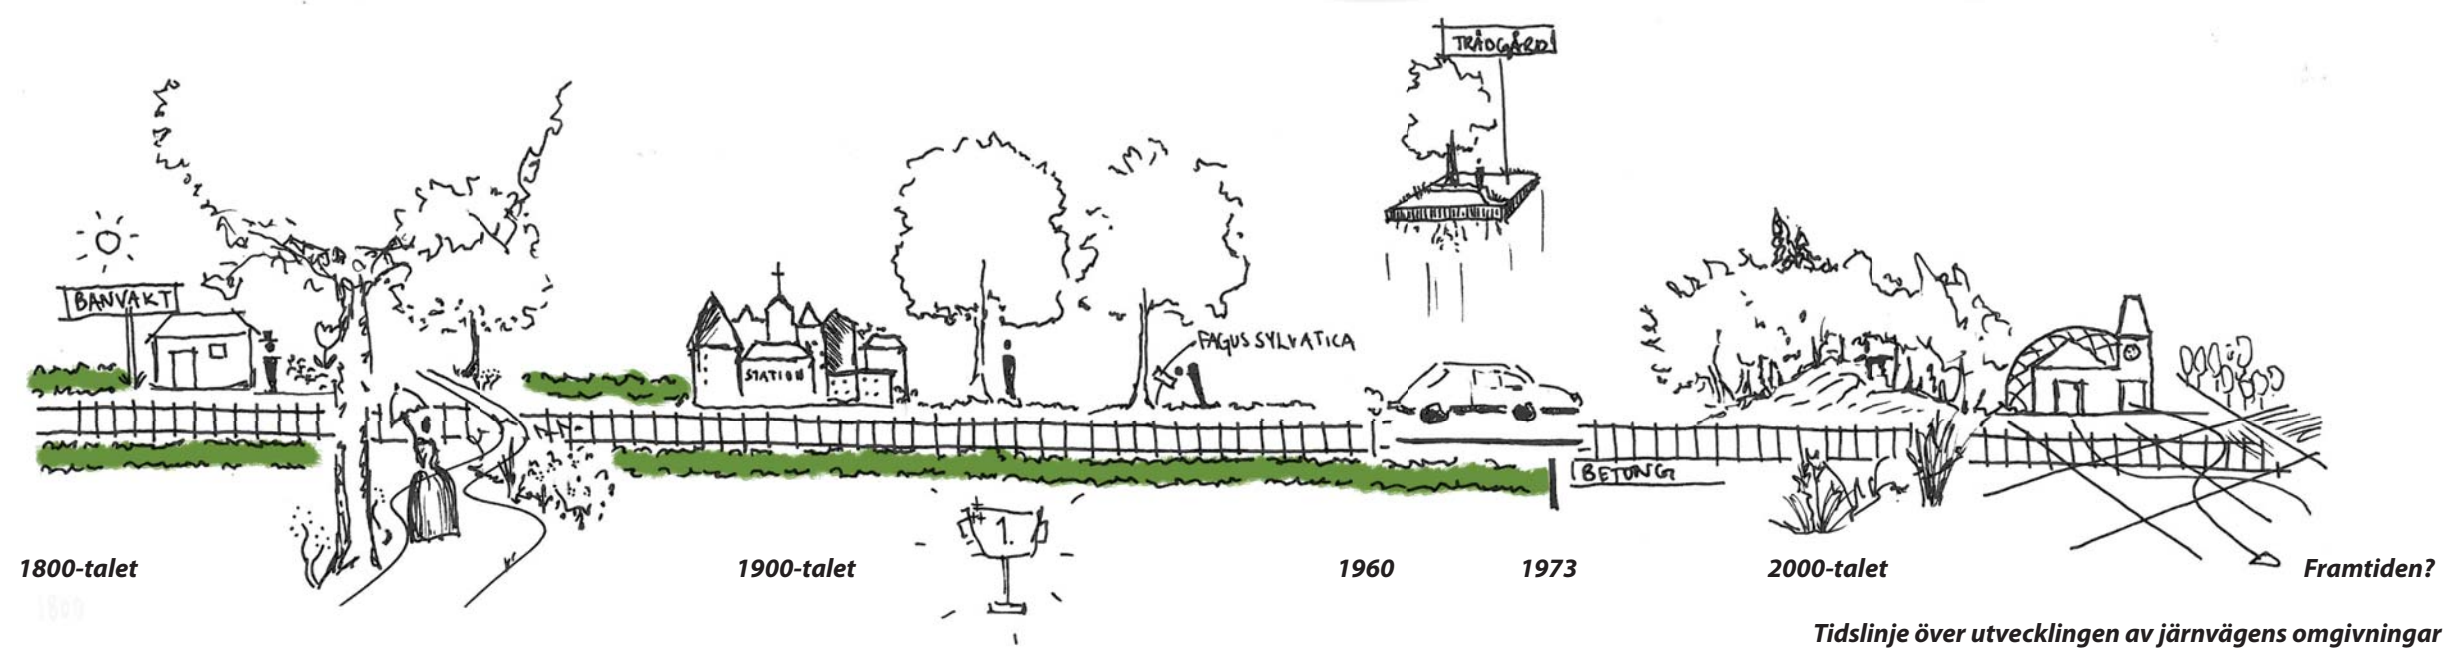 TRÄDGÅRD
BANVAKT
STATION
FAGUS SYLVATICA
BETONG
1.
1800-talet
1900-talet
1960
1973
2000-talet
Framtiden?
1800
Tidslinje över utvecklingen av järnvägens omgivningar